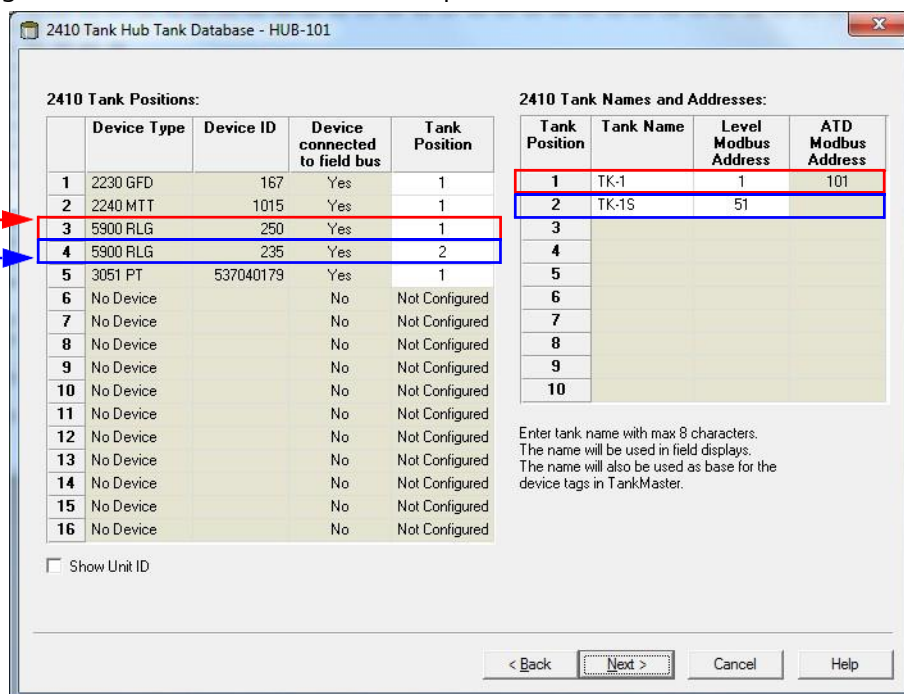 2410 Tank Hub Tank Database - HUB-101
2410 Tank Positions:
Device Type Device ID Device connected to field bus Tank Position
1 2230 GFD 167 Yes 1
2 2240 MTT 1015 Yes 1
3 5900 RLG 250 Yes 1
4 5900 RLG 235 Yes 2
5 3051 PT 537040179 Yes 1
6 No Device No Not Configured
7 No Device No Not Configured
8 No Device No Not Configured
9 No Device No Not Configured
10 No Device No Not Configured
11 No Device No Not Configured
12 No Device No Not Configured
13 No Device No Not Configured
14 No Device No Not Configured
15 No Device No Not Configured
16 No Device No Not Configured
Show Unit ID
2410 Tank Names and Addresses:
Tank Position Tank Name Level Modbus Address ATD Modbus Address
1 TK-1 1 101
2 TK-1S 51
3
4
5
6
7
8
9
10
Enter tank name with max 8 characters.
The name will be used in field displays.
The name will also be used as base for the
device tags in TankMaster.
< Back Next > Cancel Help